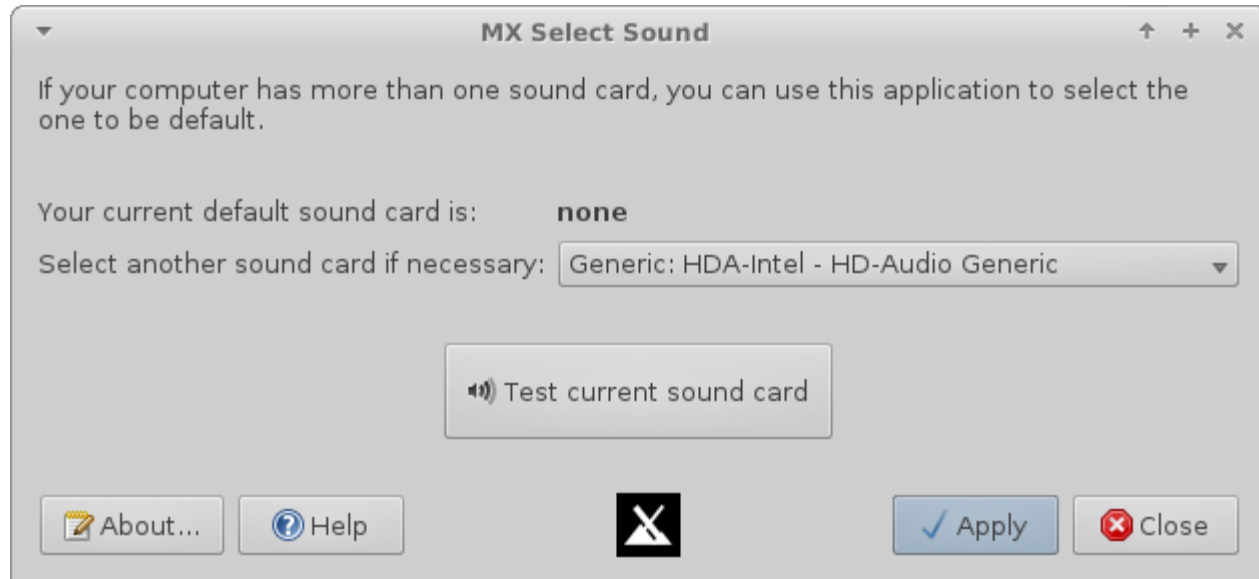 MX Select Sound
If your computer has more than one sound card, you can use this application to select the
one to be default.
Your current default sound card is: none
Select another sound card if necessary: Generic: HDA-Intel - HD-Audio Generic
Test current sound card
About... Help Apply Close